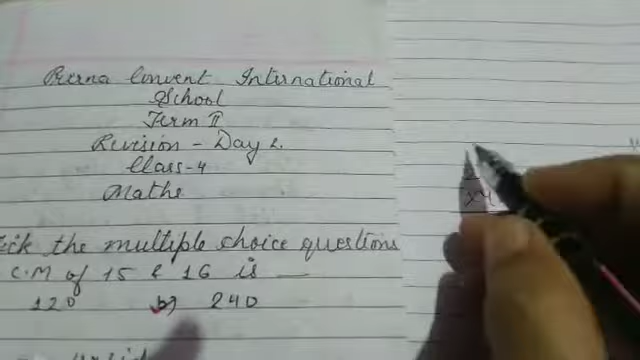 Prerna Convent International
School
Term II
Revision - Day 2.
Class-4
Maths
ick the multiple choice questions
C.M of 15 & 16 is
120 b) 240